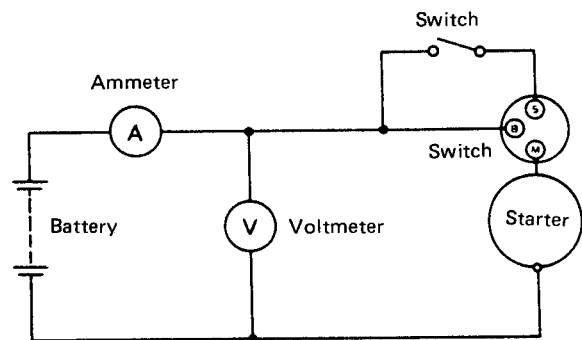 Switch
Ammeter
A
S
B
M
Switch
Battery
V
Voltmeter
Starter